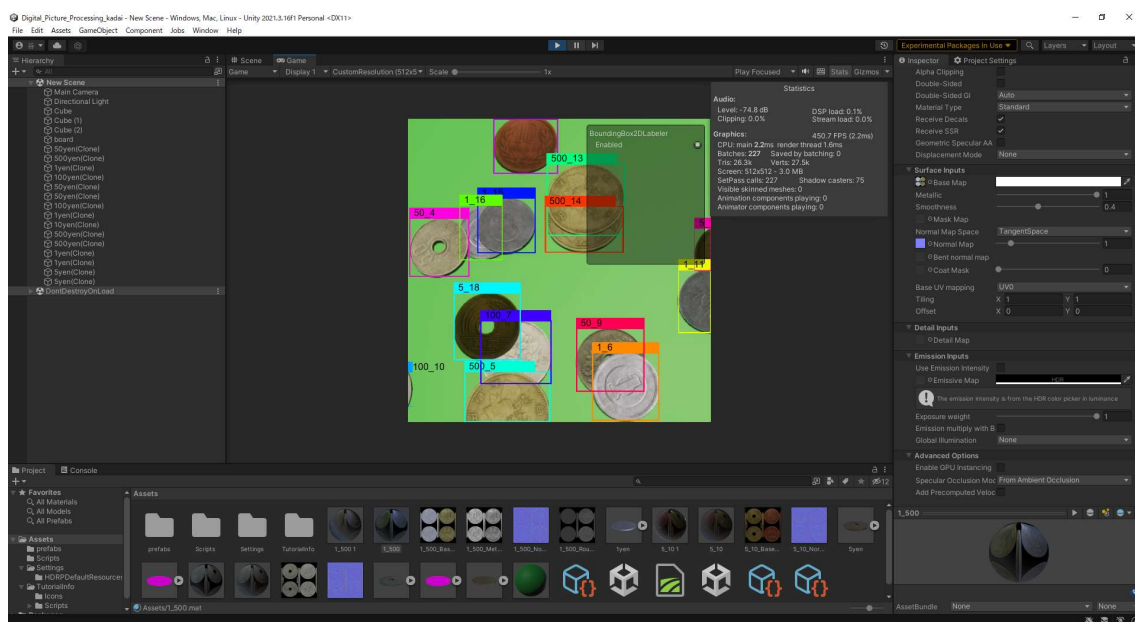 Digital_Picture_Processing_kadai - New Scene - Windows, Mac, Linux - Unity 2021.3.16f1 Personal <DX11>
File Edit Assets GameObject Component Jobs Window Help
Experimental Packages In Use
Layers
Layout
Hierarchy
All
New Scene
Main Camera
Directional Light
Cube
Cube (1)
Cube (2)
board
50yen(Clone)
500yen(Clone)
1yen(Clone)
100yen(Clone)
50yen(Clone)
500yen(Clone)
100yen(Clone)
1yen(Clone)
10yen(Clone)
500yen(Clone)
500yen(Clone)
1yen(Clone)
1yen(Clone)
5yen(Clone)
5yen(Clone)
DontDestroyOnLoad
Scene
Game
Game
Display 1
CustomResolution (512x5
Scale
1x
Play Focused
Stats
Gizmos
Statistics
Audio:
Level: -74.8 dB
DSP load: 0.1%
Clipping: 0.0%
Stream load: 0.0%
Graphics:
450.7 FPS (2.2ms)
CPU: main 2.2ms render thread 1.6ms
Batches: 227
Saved by batching: 0
Tris: 26.3k
Verts: 27.5k
Screen: 512x512 - 3.0 MB
SetPass calls: 227
Shadow casters: 75
Visible skinned meshes: 0
Animation components playing: 0
Animator components playing: 0
BoundingBox2DLabeler
Enabled
500_13
1_16
500_14
50_4
1_11
5_18
100_7
50_9
1_6
100_10
500_5
Inspector
Project Settings
Alpha Clipping
Double-Sided
Double-Sided GI
Auto
Material Type
Standard
Receive Decals
Receive SSR
Geometric Specular AA
Displacement Mode
None
Surface Inputs
Base Map
Metallic
1
Smoothness
0.4
Mask Map
Normal Map Space
TangentSpace
Normal Map
1
Bent normal map
Coat Mask
0
Base UV mapping
UV0
Tiling
X 1
Y 1
Offset
X 0
Y 0
Detail Inputs
Detail Map
Emission Inputs
Use Emission Intensity
Emissive Map
HDR
The emission intensity is from the HDR color picker in luminance
Exposure weight
1
Emission multiply with B
Global Illumination
None
Advanced Options
Enable GPU Instancing
Specular Occlusion Moc
From Ambient Occlusion
Add Precomputed Veloc
1_500
AssetBundle
None
None
Project
Console
12
Favorites
All Materials
All Models
All Prefabs
Assets
prefabs
Scripts
Settings
HDRPDefaultResources
TutorialInfo
Icons
Scripts
Assets
prefabs
Scripts
Settings
TutorialInfo
1_500 1
1_500
1_500_Bas...
1_500_Met...
1_500_No...
1_500_Rou...
1yen
5_10 1
5_10
5_10_Base...
5_10_Nor...
5yen
Assets/1_500.mat